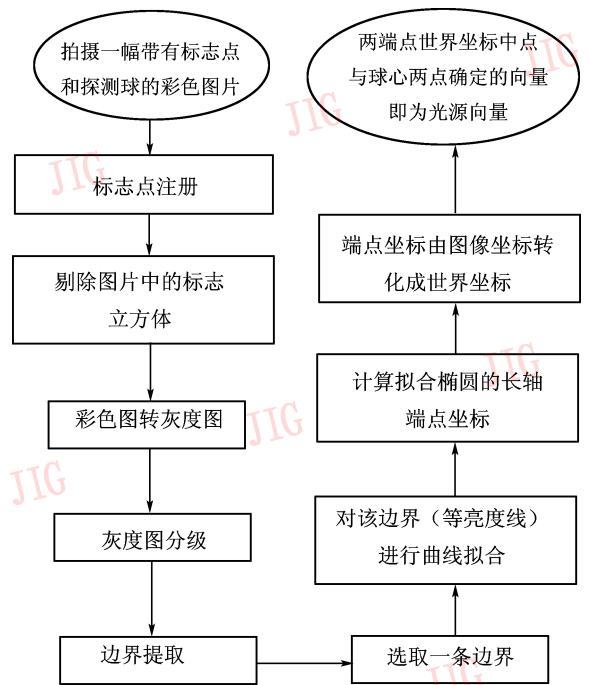 拍摄一幅带有标志点
和探测球的彩色图片
标志点注册
剔除图片中的标志
立方体
彩色图转灰度图
灰度图分级
边界提取
选取一条边界
对该边界（等亮度线）
进行曲线拟合
计算拟合椭圆的长轴
端点坐标
端点坐标由图像坐标转
化成世界坐标
两端点世界坐标中点
与球心两点确定的向量
即为光源向量
JIG
JIG
JIG
JIG
JIG
JIG
JIG